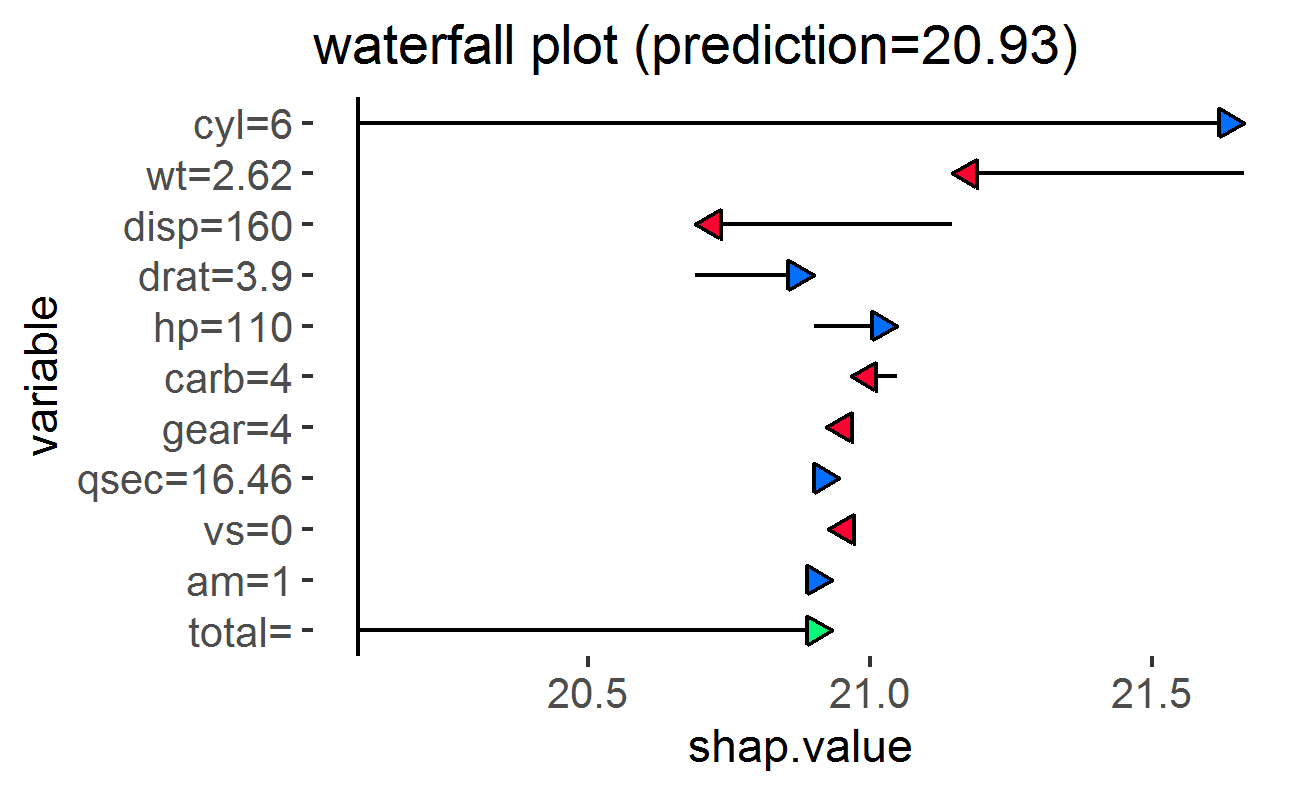 waterfall plot (prediction=20.93)
cyl=6
wt=2.62
disp=160
drat=3.9
hp=110
carb=4
gear=4
qsec=16.46
vs=0
am=1
total=
variable
20.5 21.0 21.5
shap.value